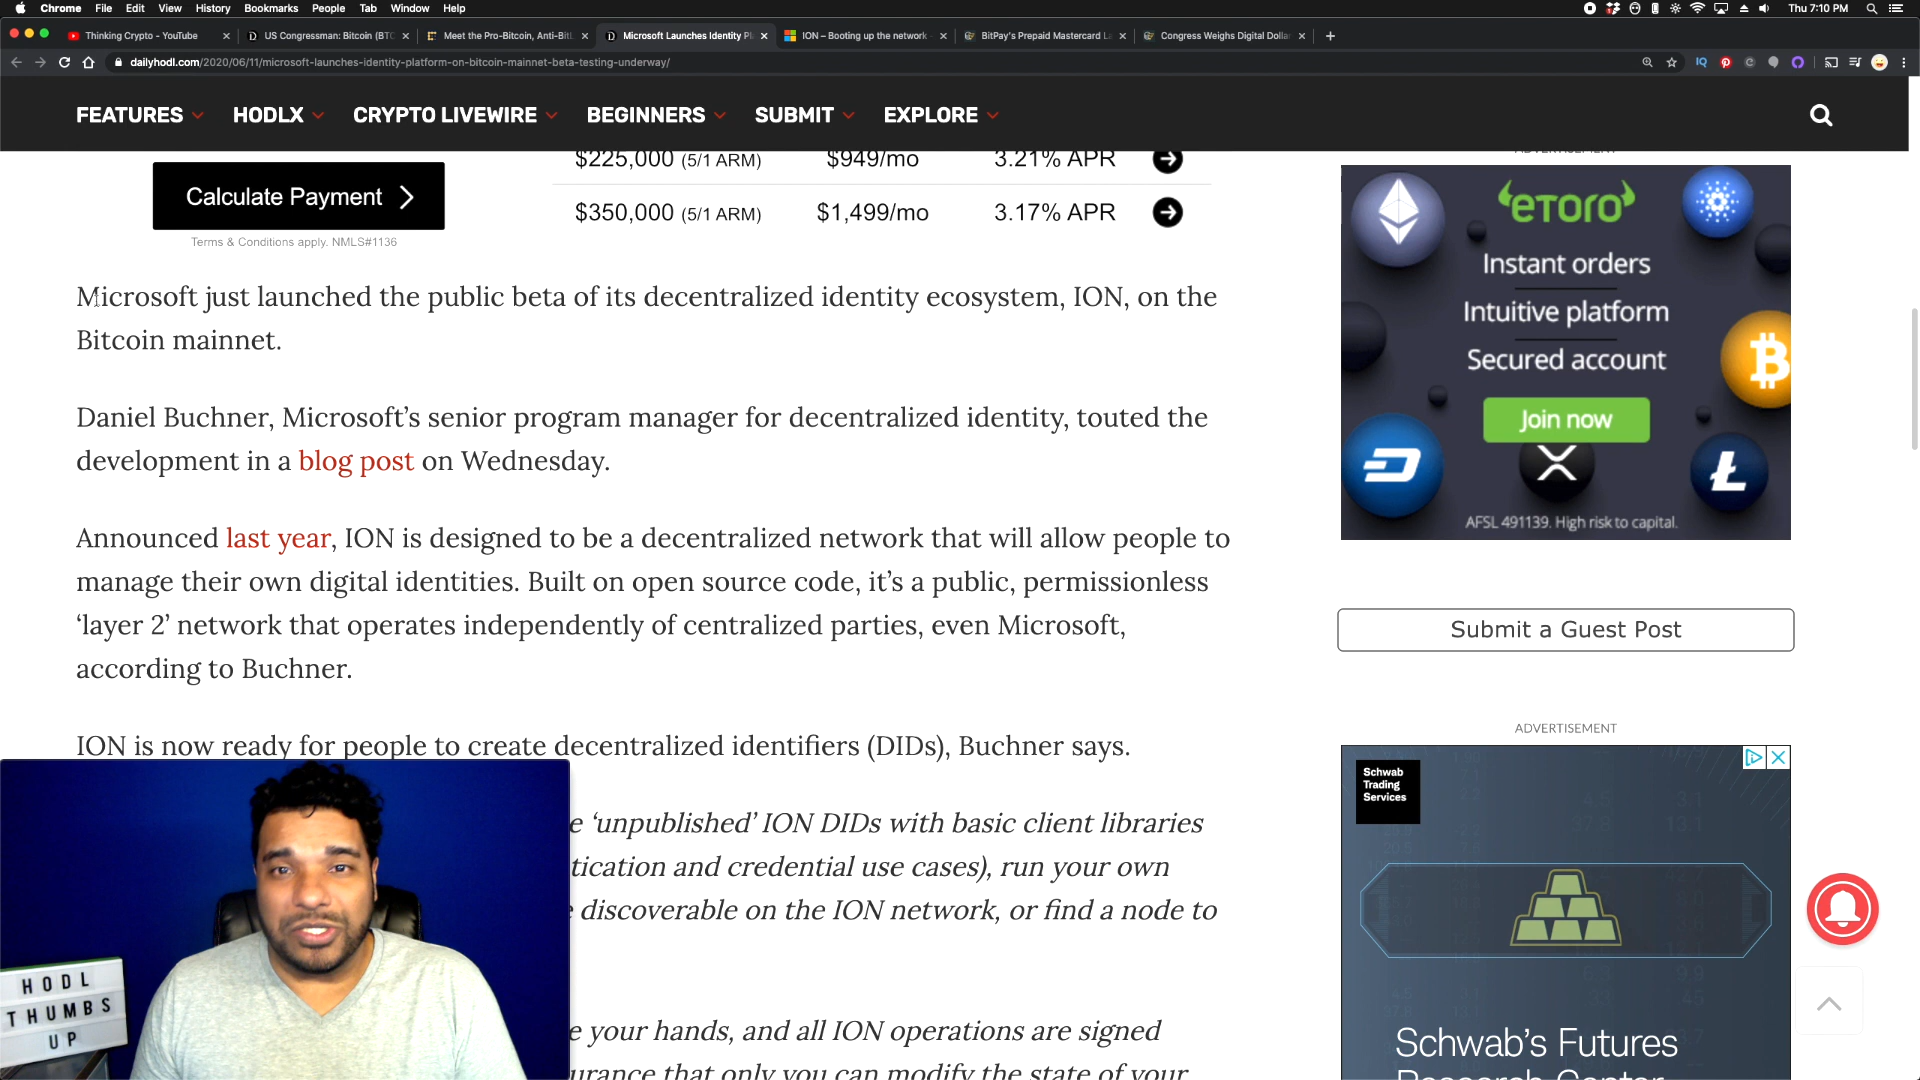 Chrome File Edit View History Bookmarks People Tab Window Help
Thu 7:10 PM
Thinking Crypto - YouTube
US Congressman: Bitcoin (BTC
Meet the Pro-Bitcoin, Anti-Bit
Microsoft Launches Identity Pl
ION – Booting up the network
BitPay's Prepaid Mastercard La
Congress Weighs Digital Dollar
dailyhodl.com/2020/06/11/microsoft-launches-identity-platform-on-bitcoin-mainnet-beta-testing-underway/
FEATURES HODLX CRYPTO LIVEWIRE BEGINNERS SUBMIT EXPLORE
$225,000 (5/1 ARM) $949/mo 3.21% APR
Calculate Payment
$350,000 (5/1 ARM) $1,499/mo 3.17% APR
Terms & Conditions apply. NMLS#1136
Microsoft just launched the public beta of its decentralized identity ecosystem, ION, on the
Bitcoin mainnet.
Daniel Buchner, Microsoft’s senior program manager for decentralized identity, touted the
development in a blog post on Wednesday.
Announced last year, ION is designed to be a decentralized network that will allow people to
manage their own digital identities. Built on open source code, it’s a public, permissionless
‘layer 2’ network that operates independently of centralized parties, even Microsoft,
according to Buchner.
ION is now ready for people to create decentralized identifiers (DIDs), Buchner says.
e ‘unpublished’ ION DIDs with basic client libraries
tication and credential use cases), run your own
e discoverable on the ION network, or find a node to
e your hands, and all ION operations are signed
urance that only you can modify the state of your
HODL
THUMBS
UP
ADVERTISEMENT
eToro
Instant orders
Intuitive platform
Secured account
Join now
AFSL 491139. High risk to capital.
Submit a Guest Post
ADVERTISEMENT
Schwab
Trading
Services
Schwab’s Futures
Research Center